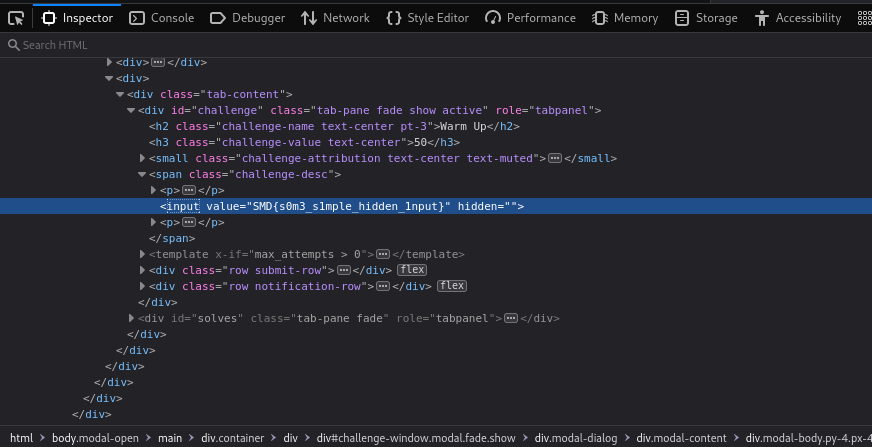 Inspector Console Debugger Network Style Editor Performance Memory Storage Accessibility
Search HTML
<div>…</div>
<div>
<div class="tab-content">
<div id="challenge" class="tab-pane fade show active" role="tabpanel">
<h2 class="challenge-name text-center pt-3">Warm Up</h2>
<h3 class="challenge-value text-center">50</h3>
<small class="challenge-attribution text-center text-muted">…</small>
<span class="challenge-desc">
<p>…</p>
<input value="SMD{s0m3_s1mple_hidden_1nput}" hidden="">
<p>…</p>
</span>
<template x-if="max_attempts > 0">…</template>
<div class="row submit-row">…</div> flex
<div class="row notification-row">…</div> flex
</div>
<div id="solves" class="tab-pane fade" role="tabpanel">…</div>
</div>
</div>
</div>
</div>
</div>
</div>
html > body.modal-open > main > div.container > div > div#challenge-window.modal.fade.show > div.modal-dialog > div.modal-content > div.modal-body.py-4.px-4